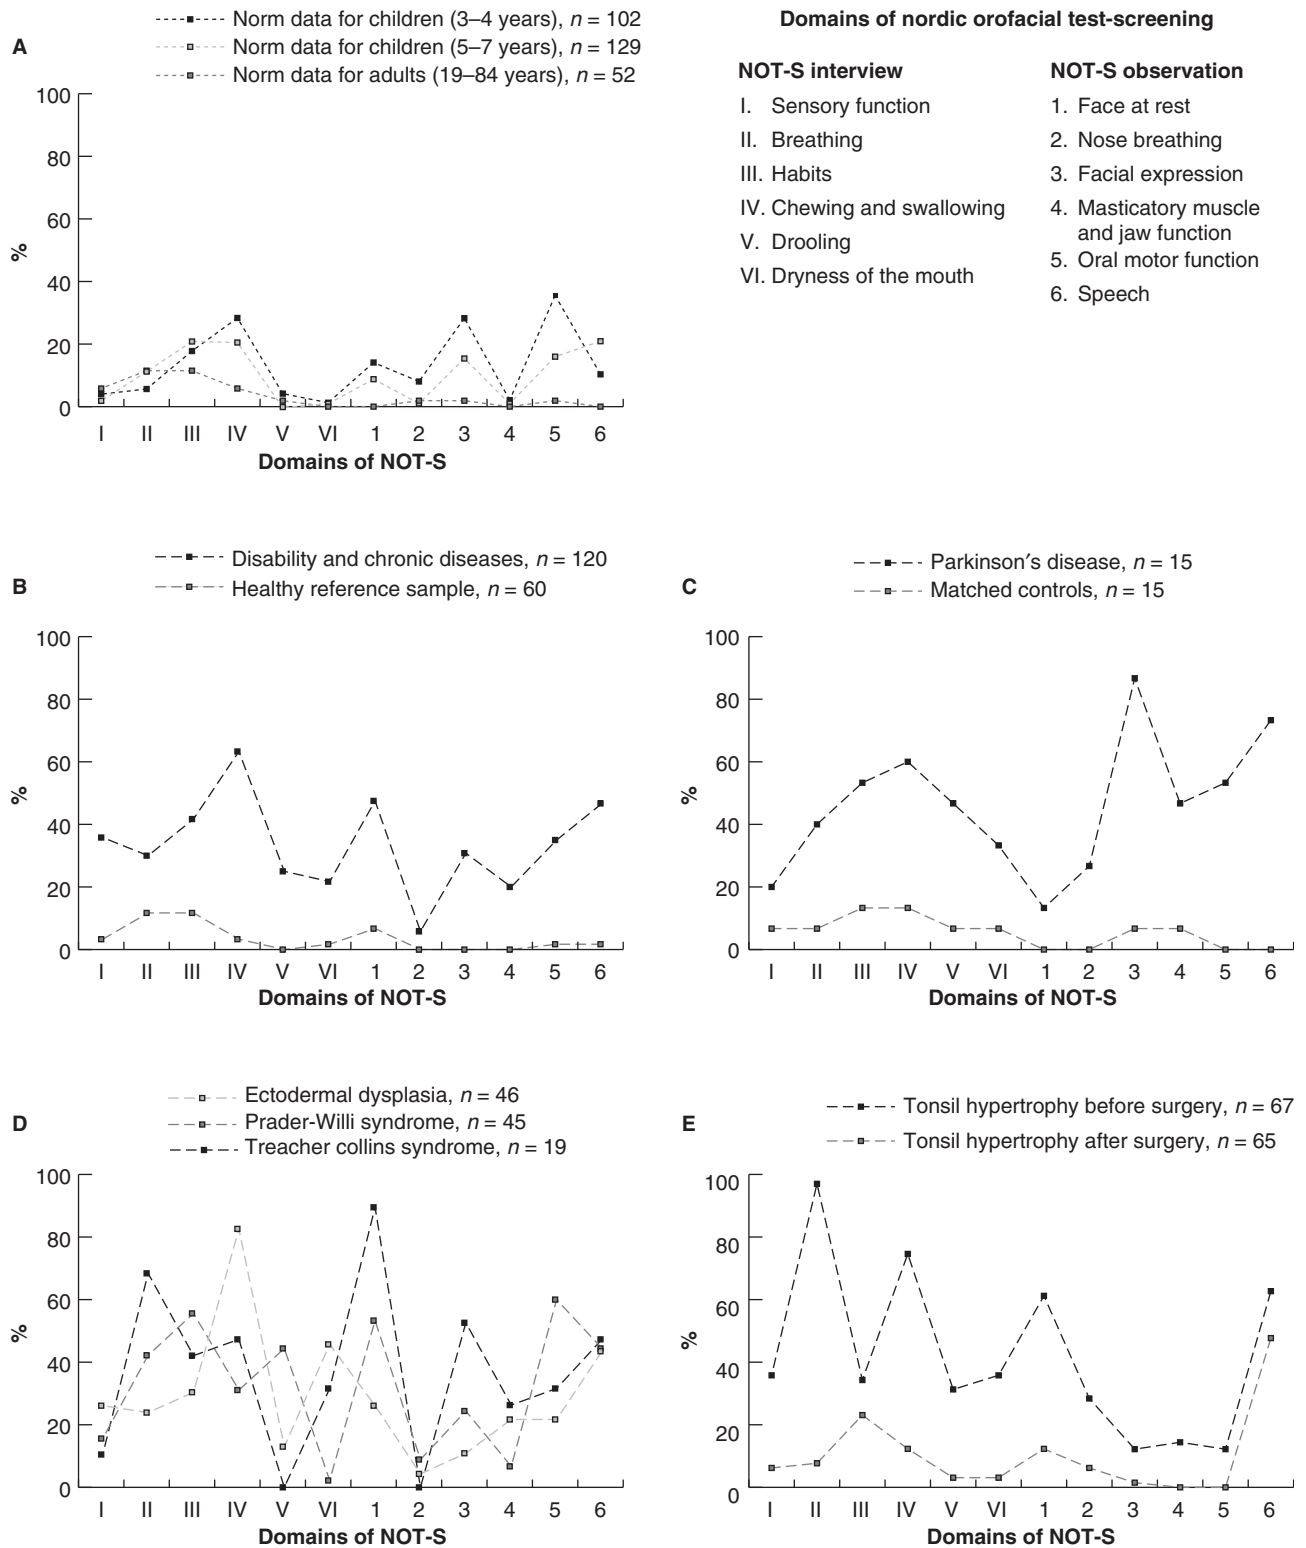 A
Norm data for children (3–4 years), n = 102
Norm data for children (5–7 years), n = 129
Norm data for adults (19–84 years), n = 52
100
80
60
40
20
0
%
I II III IV V VI 1 2 3 4 5 6
Domains of NOT-S
Domains of nordic orofacial test-screening
NOT-S interview
I. Sensory function
II. Breathing
III. Habits
IV. Chewing and swallowing
V. Drooling
VI. Dryness of the mouth
NOT-S observation
1. Face at rest
2. Nose breathing
3. Facial expression
4. Masticatory muscle
and jaw function
5. Oral motor function
6. Speech
B
Disability and chronic diseases, n = 120
Healthy reference sample, n = 60
100
80
60
40
20
0
%
I II III IV V VI 1 2 3 4 5 6
Domains of NOT-S
C
Parkinson′s disease, n = 15
Matched controls, n = 15
100
80
60
40
20
0
%
I II III IV V VI 1 2 3 4 5 6
Domains of NOT-S
D
Ectodermal dysplasia, n = 46
Prader-Willi syndrome, n = 45
Treacher collins syndrome, n = 19
100
80
60
40
20
0
%
I II III IV V VI 1 2 3 4 5 6
Domains of NOT-S
E
Tonsil hypertrophy before surgery, n = 67
Tonsil hypertrophy after surgery, n = 65
100
80
60
40
20
0
%
I II III IV V VI 1 2 3 4 5 6
Domains of NOT-S